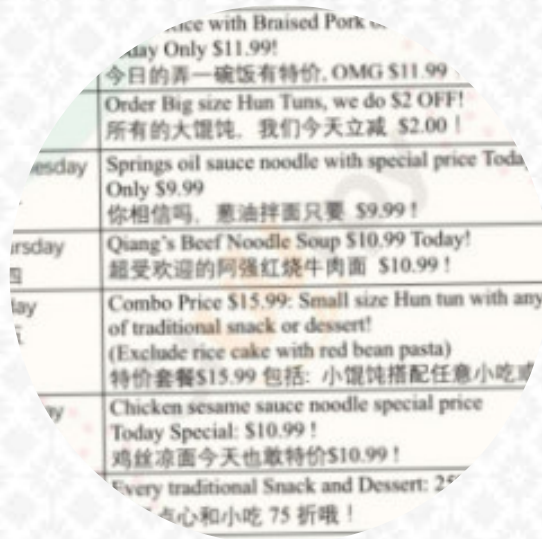 with Braised Pork
Only $11.99!
今日的弄一碗饭有特价, OMG $11.99
Order Big size Hun Tuns, we do $2 OFF!
所有的大馄饨, 我们今天立减 $2.00!
Springs oil sauce noodle with special price
Only $9.99
你相信吗, 葱油拌面只要 $9.99!
Qiang's Beef Noodle Soup $10.99 Today!
四
超受欢迎的阿强红烧牛肉面 $10.99!
Combo Price $15.99: Small size Hun tun with any
of traditional snack or dessert!
(Exclude rice cake with red bean pasta)
特价套餐$15.99 包括: 小馄饨搭配任意小吃
Chicken sesame sauce noodle special price
Today Special: $10.99!
鸡丝凉面今天也敢特价$10.99!
Every traditional Snack and Dessert:
点心和小吃 75 折哦!